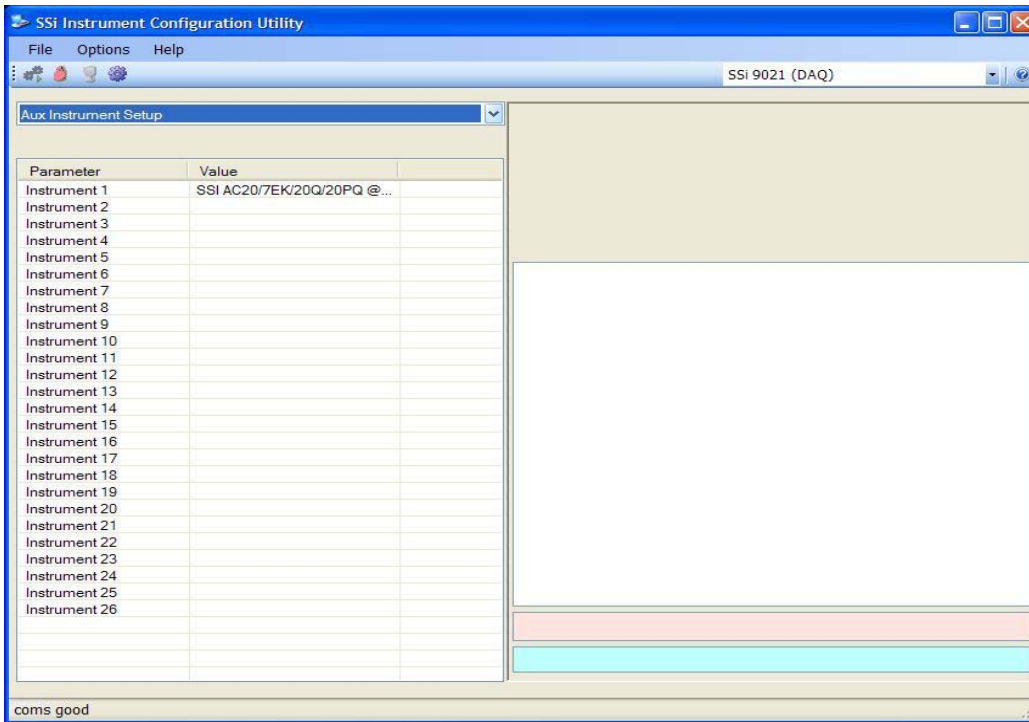 SSi Instrument Configuration Utility
File Options Help
SSi 9021 (DAQ)
Aux Instrument Setup
Parameter Value
Instrument 1 SSI AC20/7EK/20Q/20PQ @...
Instrument 2
Instrument 3
Instrument 4
Instrument 5
Instrument 6
Instrument 7
Instrument 8
Instrument 9
Instrument 10
Instrument 11
Instrument 12
Instrument 13
Instrument 14
Instrument 15
Instrument 16
Instrument 17
Instrument 18
Instrument 19
Instrument 20
Instrument 21
Instrument 22
Instrument 23
Instrument 24
Instrument 25
Instrument 26
coms good